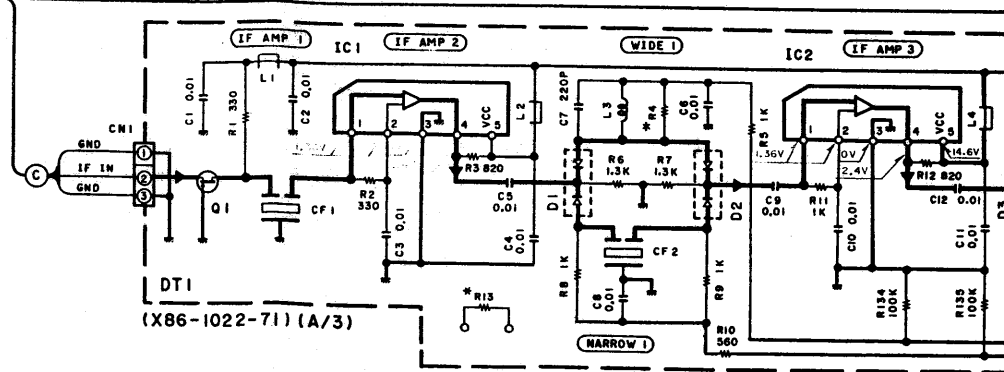 IF AMP 1
IC1
IF AMP 2
WIDE 1
IC2
IF AMP 3
C1 0.01
R1 330
L1
C2 0.01
1 2 3 4 5
VCC
L2
C7 220P
L3
*R4
C6 0.01
R5 1K
1 2 3 4 5
VCC
L4
CN1
GND
1
C
IF IN
2
GND
3
Q1
CF1
R2 330
R3 820
C5 0.01
R6 1.3K
R7 1.3K
D1
D2
1.36V
0V
2.4V
14.6V
R12 820
C9 0.01
R11 1K
C12 0.01
D3
C3 0.01
C4 0.01
CF2
C10 0.01
C11 0.01
R8 1K
C8 0.01
R9 1K
DT1
(X86-1022-71)(A/3)
*R13
NARROW 1
R10 560
R134 100K
R135 100K